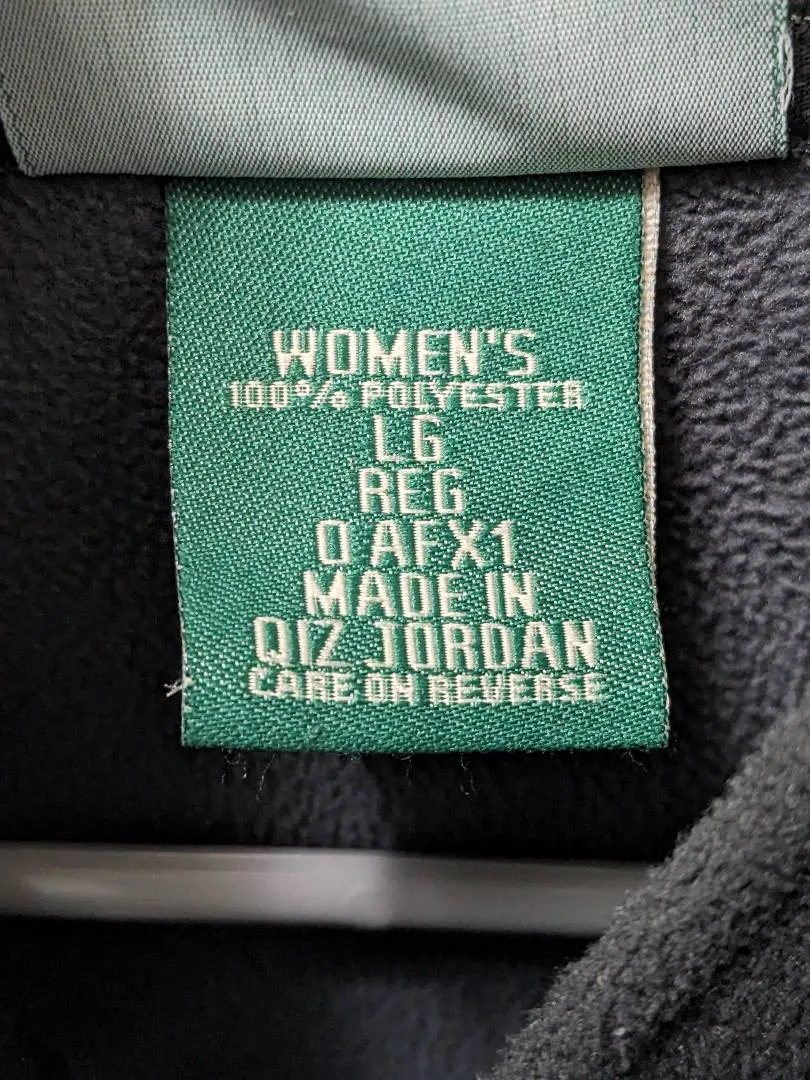 WOMEN'S
100% POLYESTER
LG
REG
0 AFX1
MADE IN
QIZ JORDAN
CARE ON REVERSE